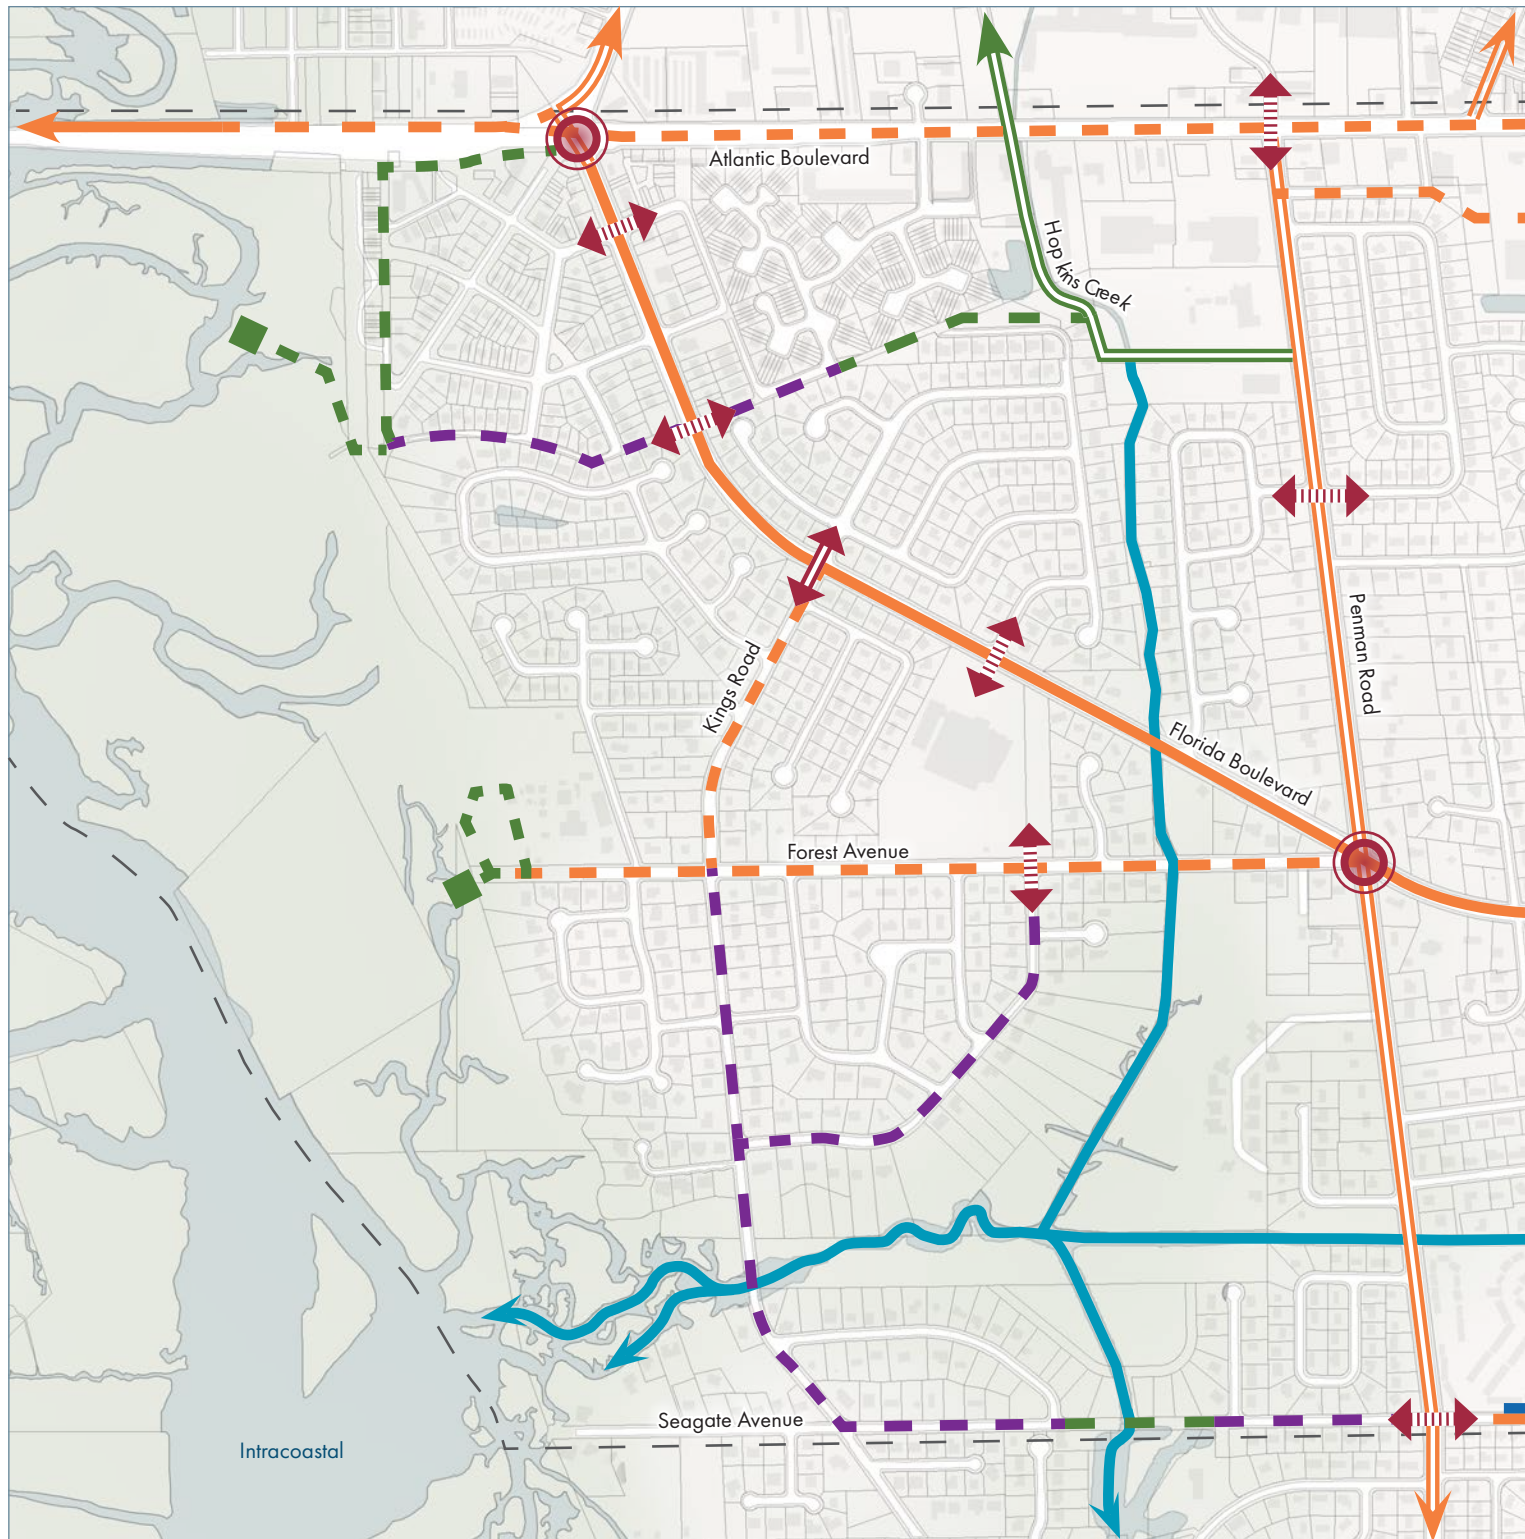 Atlantic Boulevard
Hopkins Creek
Penman Road
Kings Road
Florida Boulevard
Forest Avenue
Seagate Avenue
Intracoastal